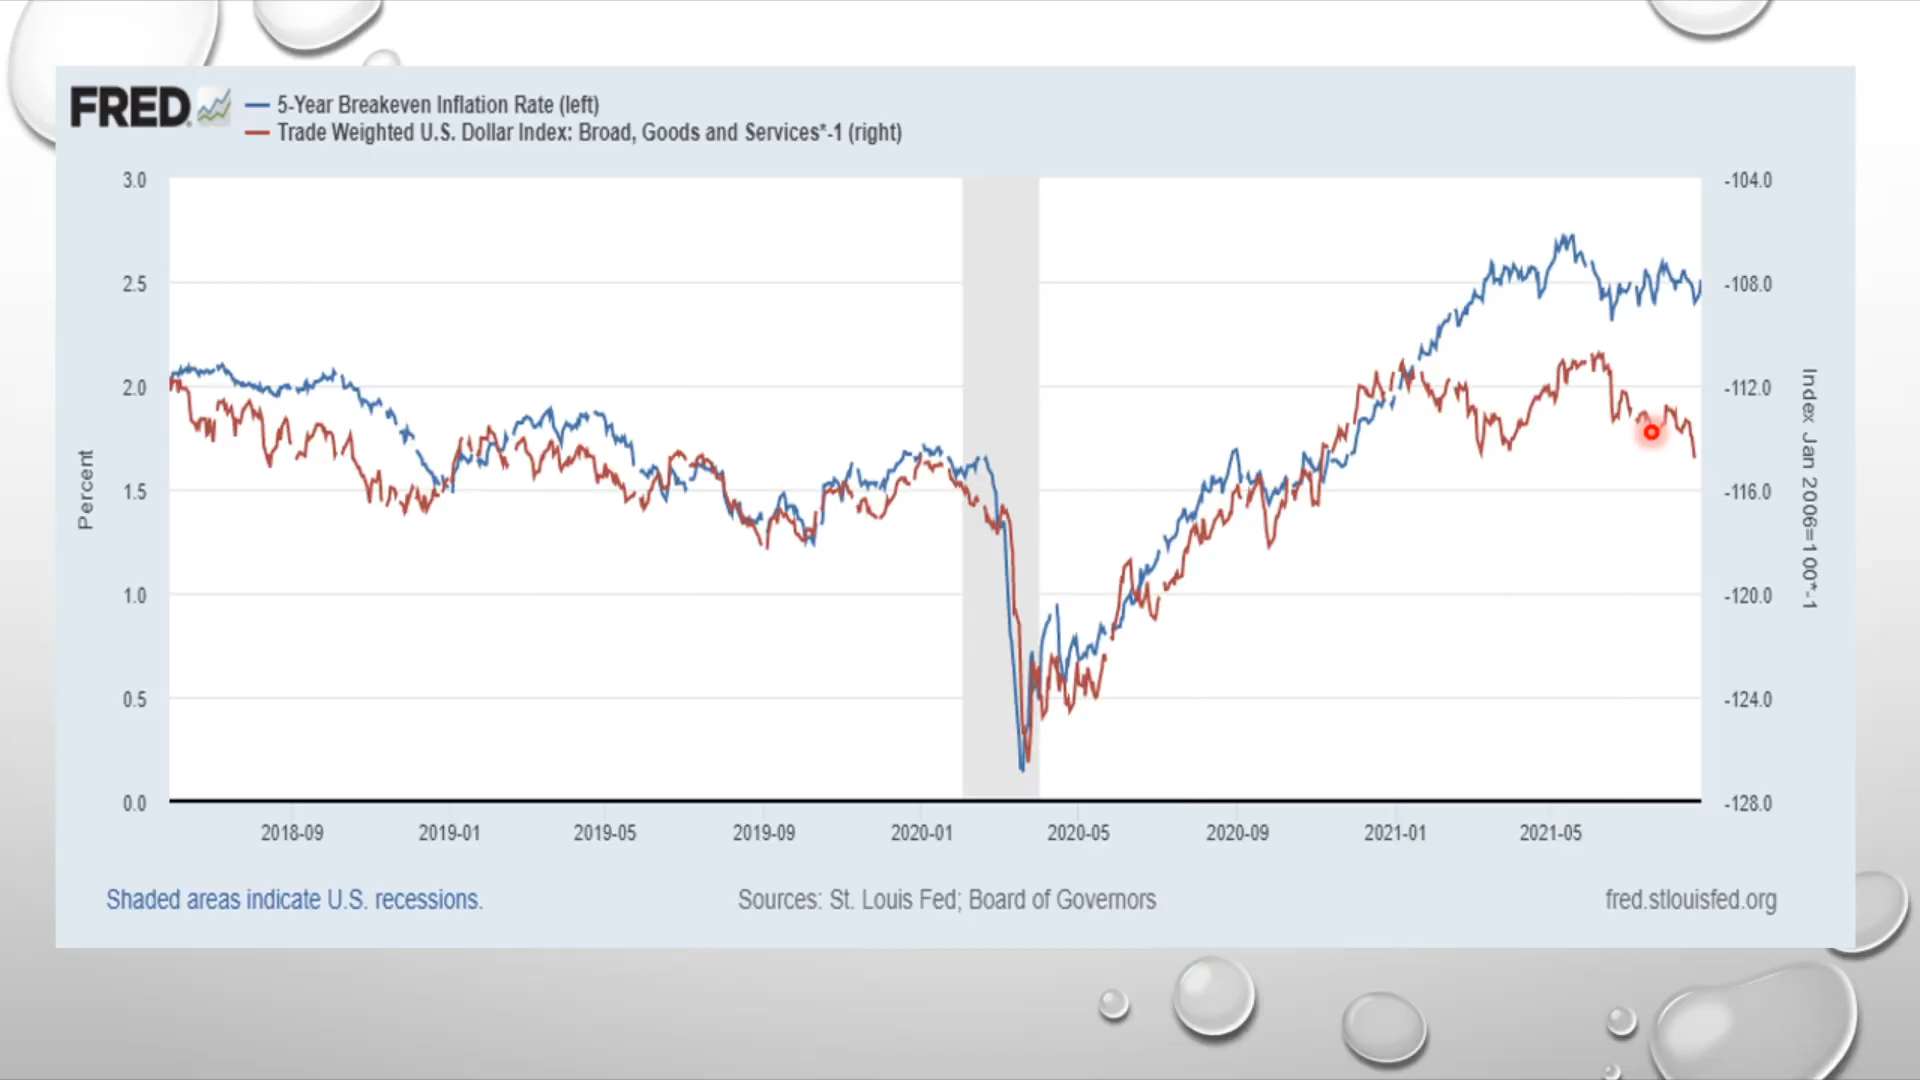 FRED
5-Year Breakeven Inflation Rate (left)
Trade Weighted U.S. Dollar Index: Broad, Goods and Services*-1 (right)
3.0
2.5
2.0
1.5
1.0
0.5
0.0
Percent
-104.0
-108.0
-112.0
-116.0
-120.0
-124.0
-128.0
Index Jan 2006=100*-1
2018-09
2019-01
2019-05
2019-09
2020-01
2020-05
2020-09
2021-01
2021-05
Shaded areas indicate U.S. recessions.
Sources: St. Louis Fed; Board of Governors
fred.stlouisfed.org